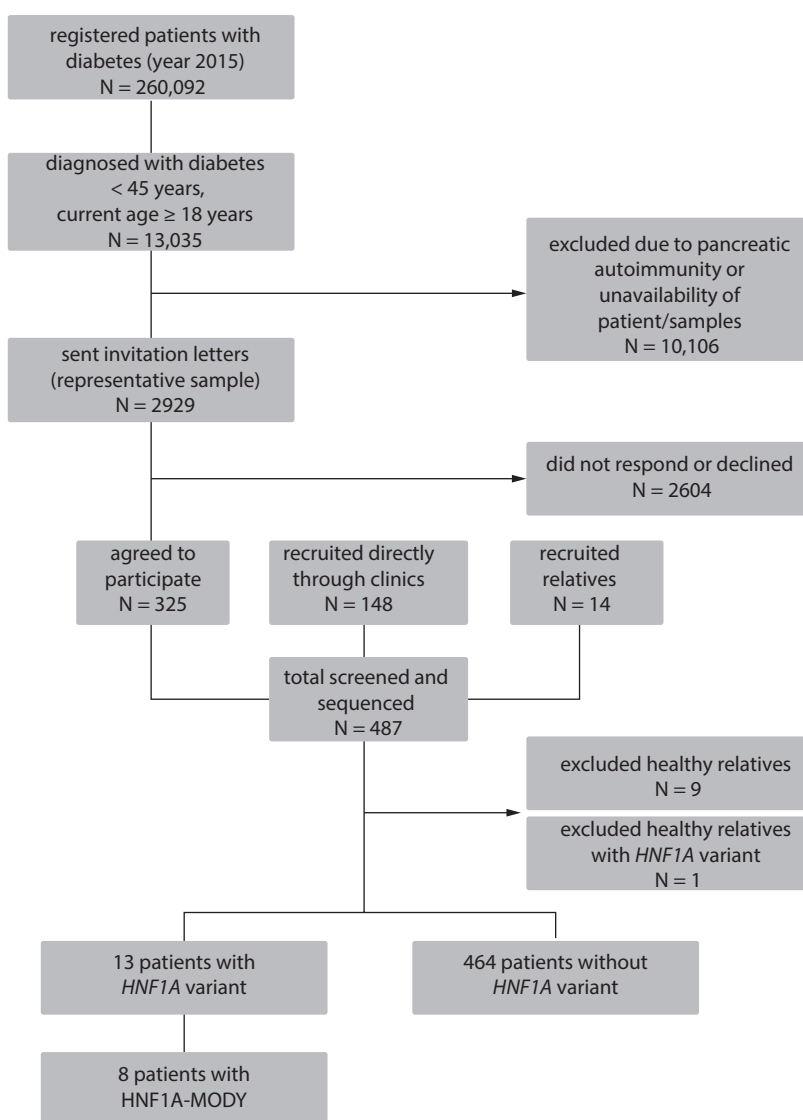 registered patients with
diabetes (year 2015)
N = 260,092
diagnosed with diabetes
< 45 years,
current age ≥ 18 years
N = 13,035
excluded due to pancreatic
autoimmunity or
unavailability of
patient/samples
N = 10,106
sent invitation letters
(representative sample)
N = 2929
did not respond or declined
N = 2604
agreed to
participate
N = 325
recruited directly
through clinics
N = 148
recruited
relatives
N = 14
total screened and
sequenced
N = 487
excluded healthy relatives
N = 9
excluded healthy relatives
with HNF1A variant
N = 1
13 patients with
HNF1A variant
464 patients without
HNF1A variant
8 patients with
HNF1A-MODY